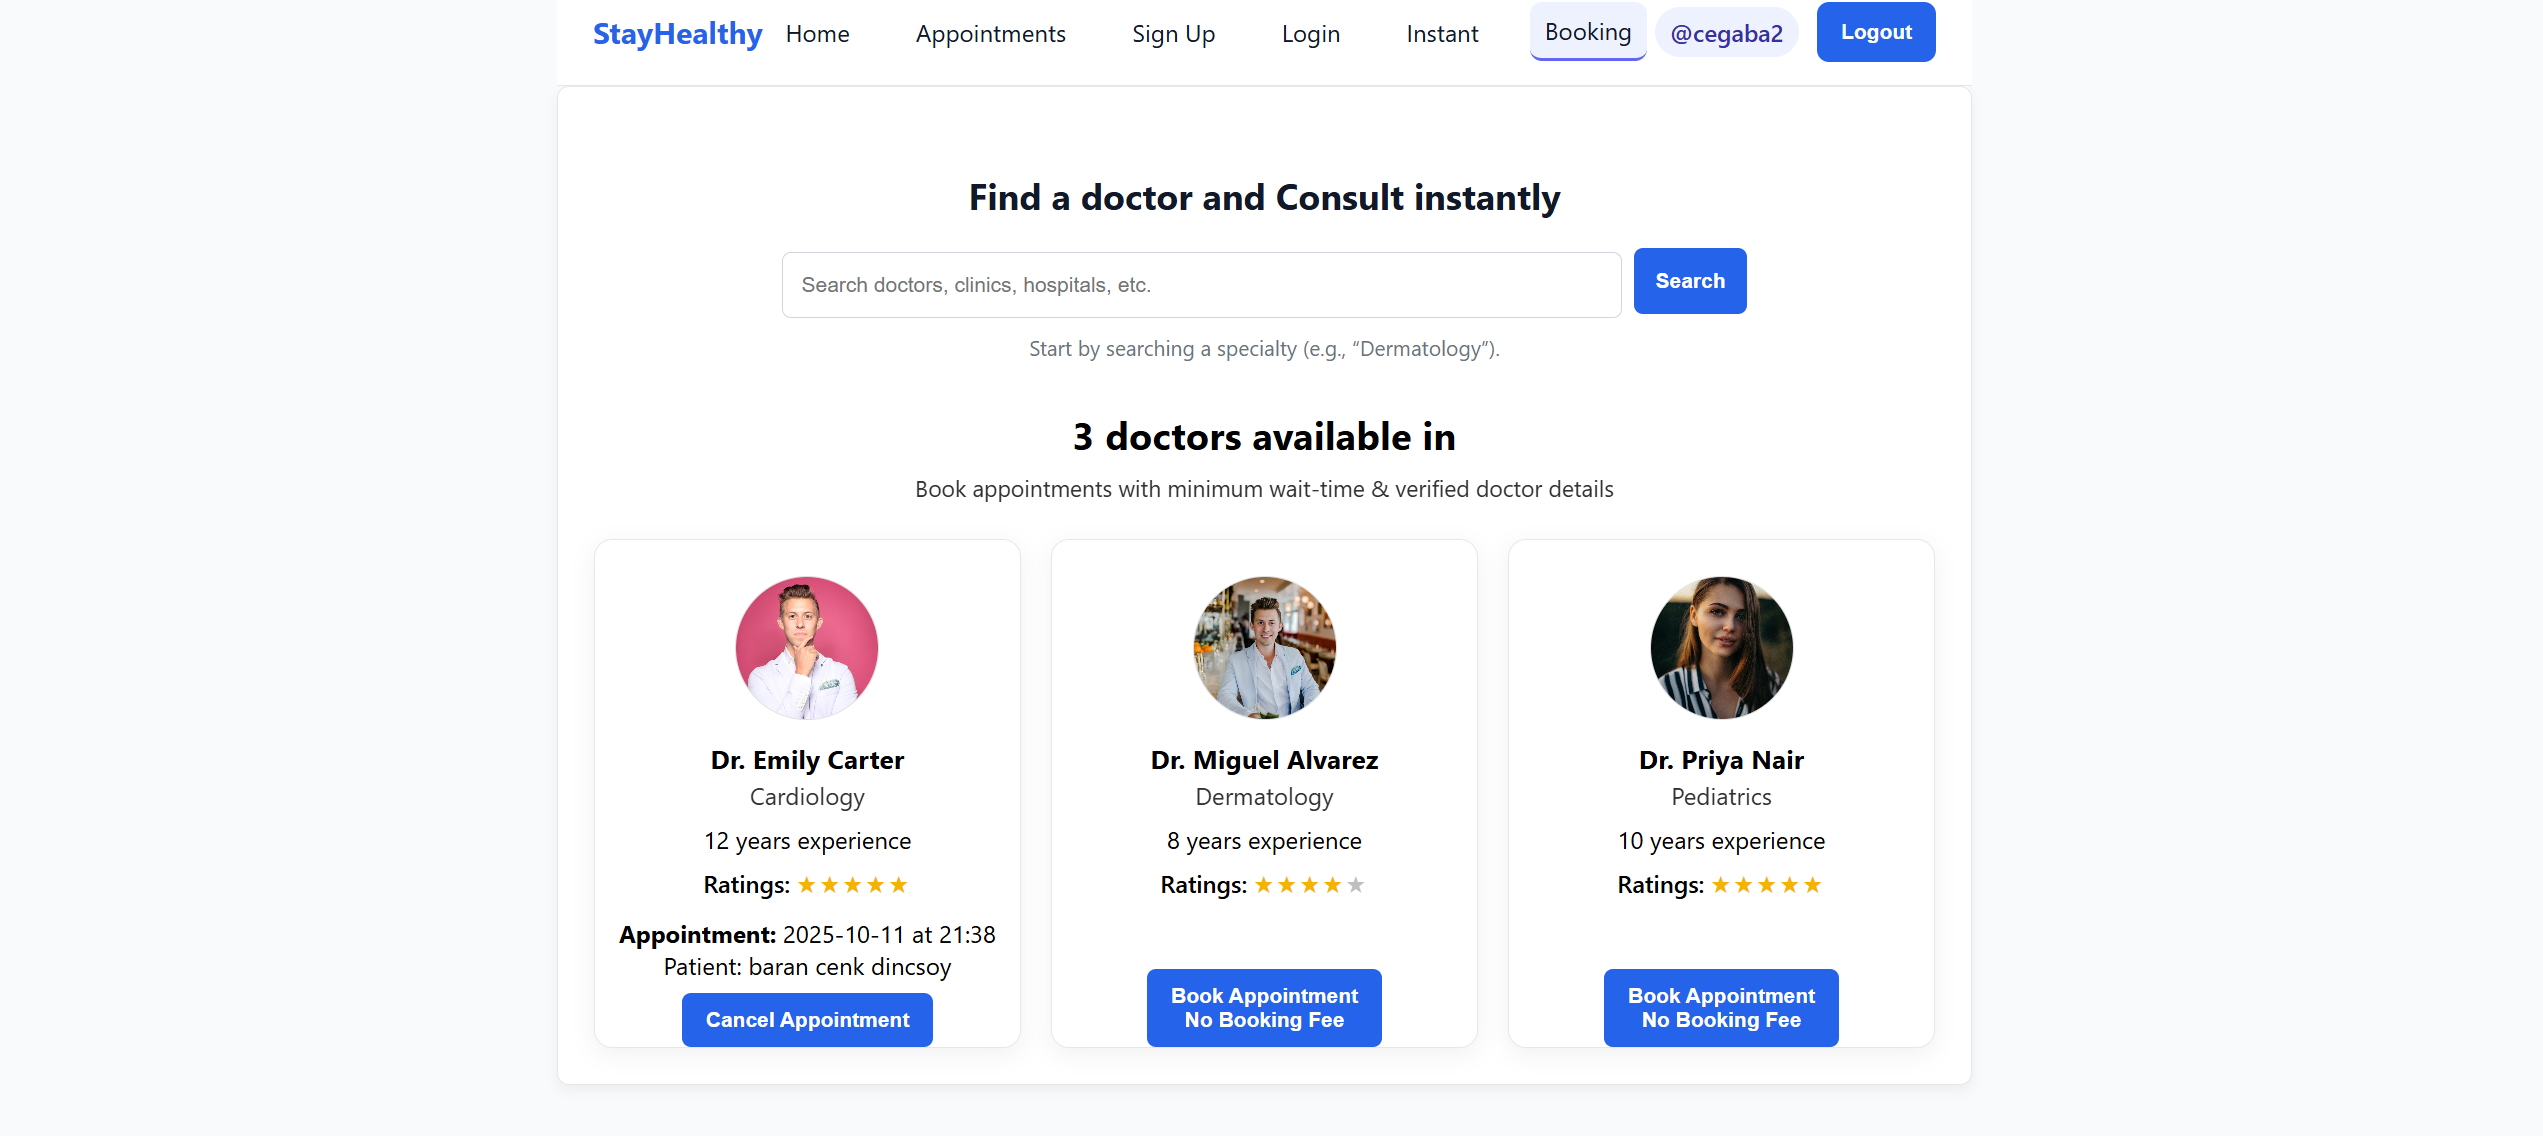 StayHealthy Home Appointments Sign Up Login Instant Booking @cegaba2 Logout
Find a doctor and Consult instantly
Search doctors, clinics, hospitals, etc. Search
Start by searching a specialty (e.g., “Dermatology”).
3 doctors available in
Book appointments with minimum wait-time & verified doctor details
Dr. Emily Carter
Cardiology
12 years experience
Ratings: ★★★★★
Appointment: 2025-10-11 at 21:38
Patient: baran cenk dincsoy
Cancel Appointment
Dr. Miguel Alvarez
Dermatology
8 years experience
Ratings: ★★★★★
Book Appointment
No Booking Fee
Dr. Priya Nair
Pediatrics
10 years experience
Ratings: ★★★★★
Book Appointment
No Booking Fee